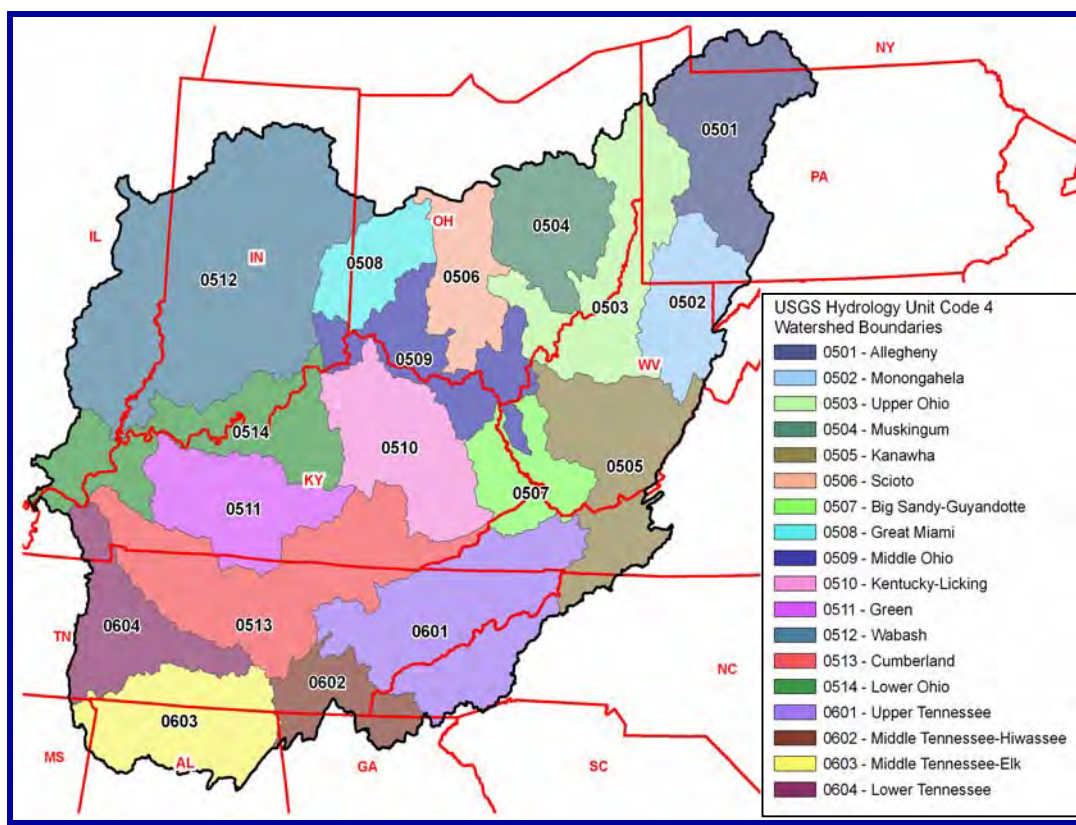 NY
0501
PA
IL
OH
0504
IN
0508
0512
0506
0503
0502
0509
WV
0514
0510
0505
KY
0507
0511
TN
0604
0513
0601
0602
NC
0603
MS
AL
GA
SC
USGS Hydrology Unit Code 4
Watershed Boundaries
0501 - Allegheny
0502 - Monongahela
0503 - Upper Ohio
0504 - Muskingum
0505 - Kanawha
0506 - Scioto
0507 - Big Sandy-Guyandotte
0508 - Great Miami
0509 - Middle Ohio
0510 - Kentucky-Licking
0511 - Green
0512 - Wabash
0513 - Cumberland
0514 - Lower Ohio
0601 - Upper Tennessee
0602 - Middle Tennessee-Hiwassee
0603 - Middle Tennessee-Elk
0604 - Lower Tennessee